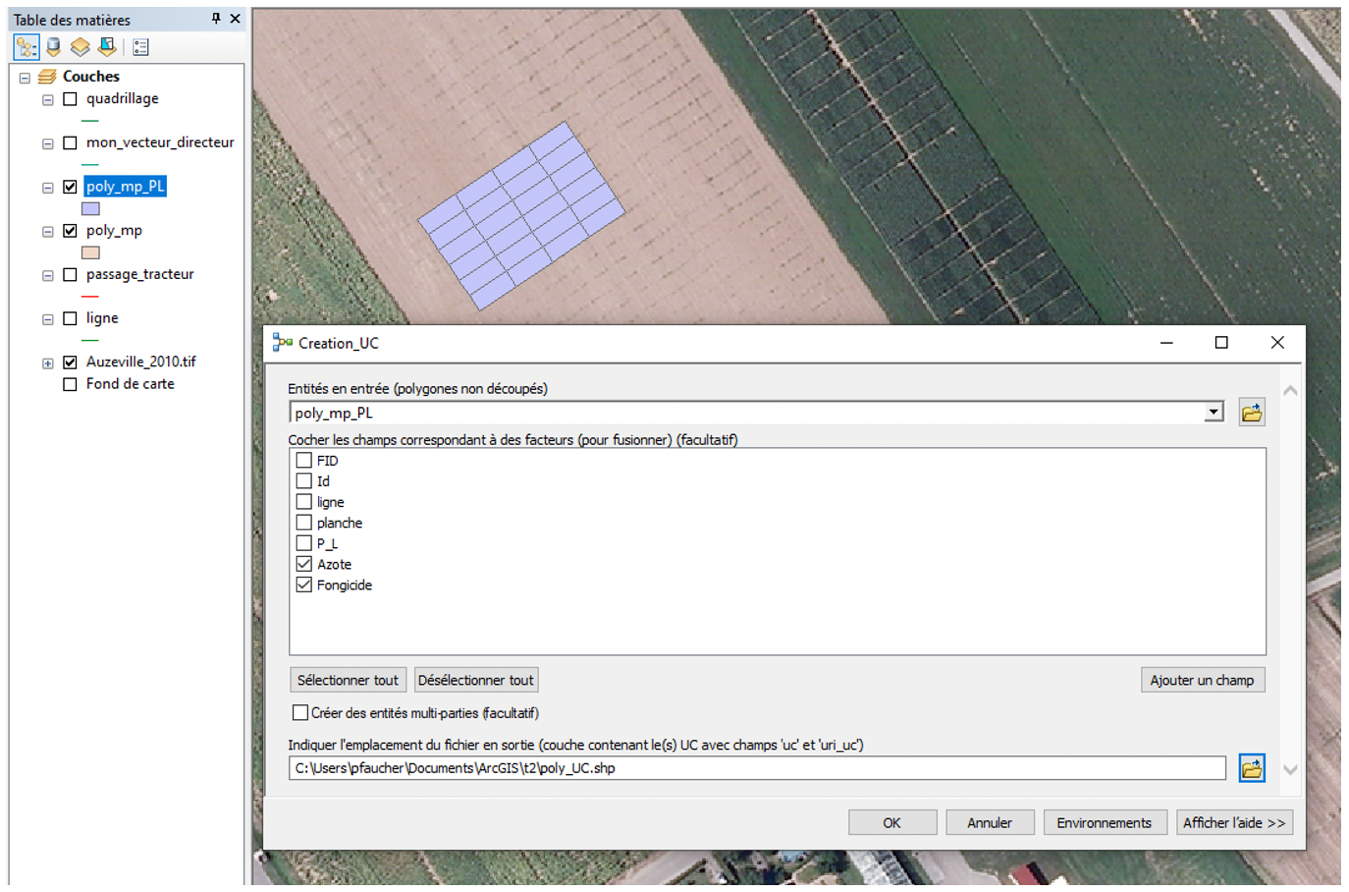 Table des matières
Couches
quadrillage
mon_vecteur_directeur
poly_mp_PL
poly_mp
passage_tracteur
ligne
Auzeville_2010.tif
Fond de carte
Creation_UC
Entités en entrée (polygones non découpés)
poly_mp_PL
Cocher les champs correspondant à des facteurs (pour fusionner) (facultatif)
FID
Id
ligne
planche
P_L
Azote
Fongicide
Sélectionner tout Désélectionner tout Ajouter un champ
Créer des entités multi-parties (facultatif)
Indiquer l'emplacement du fichier en sortie (couche contenant le(s) UC avec champs 'uc' et 'uri_uc')
C:\Users\pfaucher\Documents\ArcGIS\t2\poly_UC.shp
OK Annuler Environnements Afficher l'aide >>